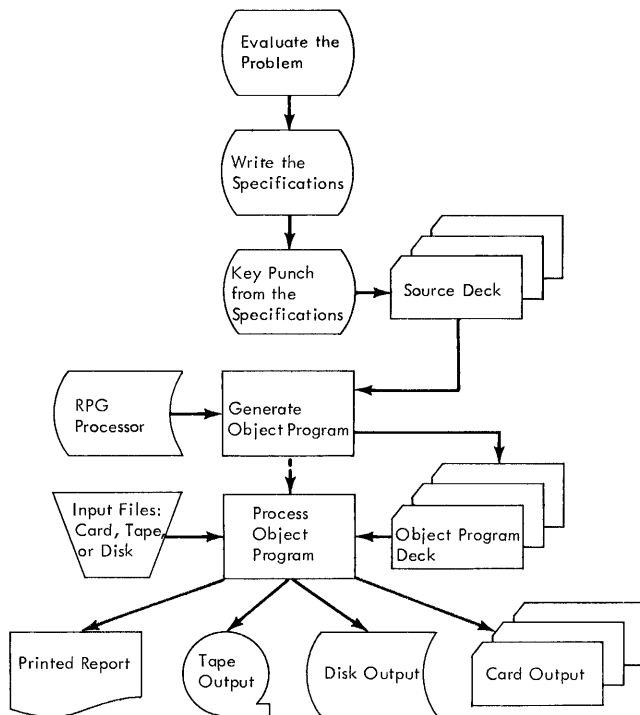 Evaluate the
Problem
Write the
Specifications
Key Punch
from the
Specifications
Source Deck
RPG
Processor
Generate
Object Program
Input Files:
Card, Tape,
or Disk
Process
Object
Program
Object Program
Deck
Printed Report
Tape
Output
Disk Output
Card Output